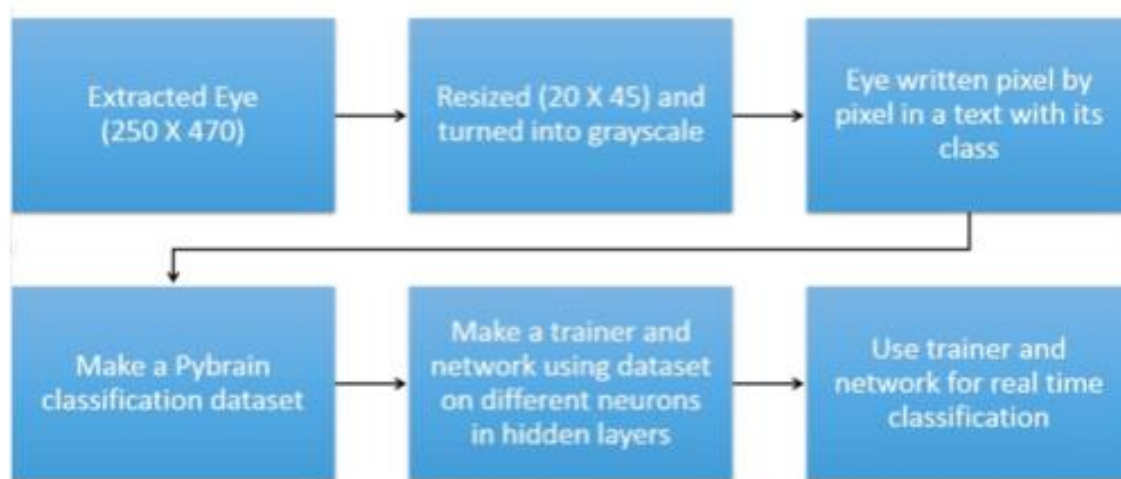 Extracted Eye
(250 X 470)
Resized (20 X 45) and
turned into grayscale
Eye written pixel by
pixel in a text with its
class
Make a Pybrain
classification dataset
Make a trainer and
network using dataset
on different neurons
in hidden layers
Use trainer and
network for real time
classification